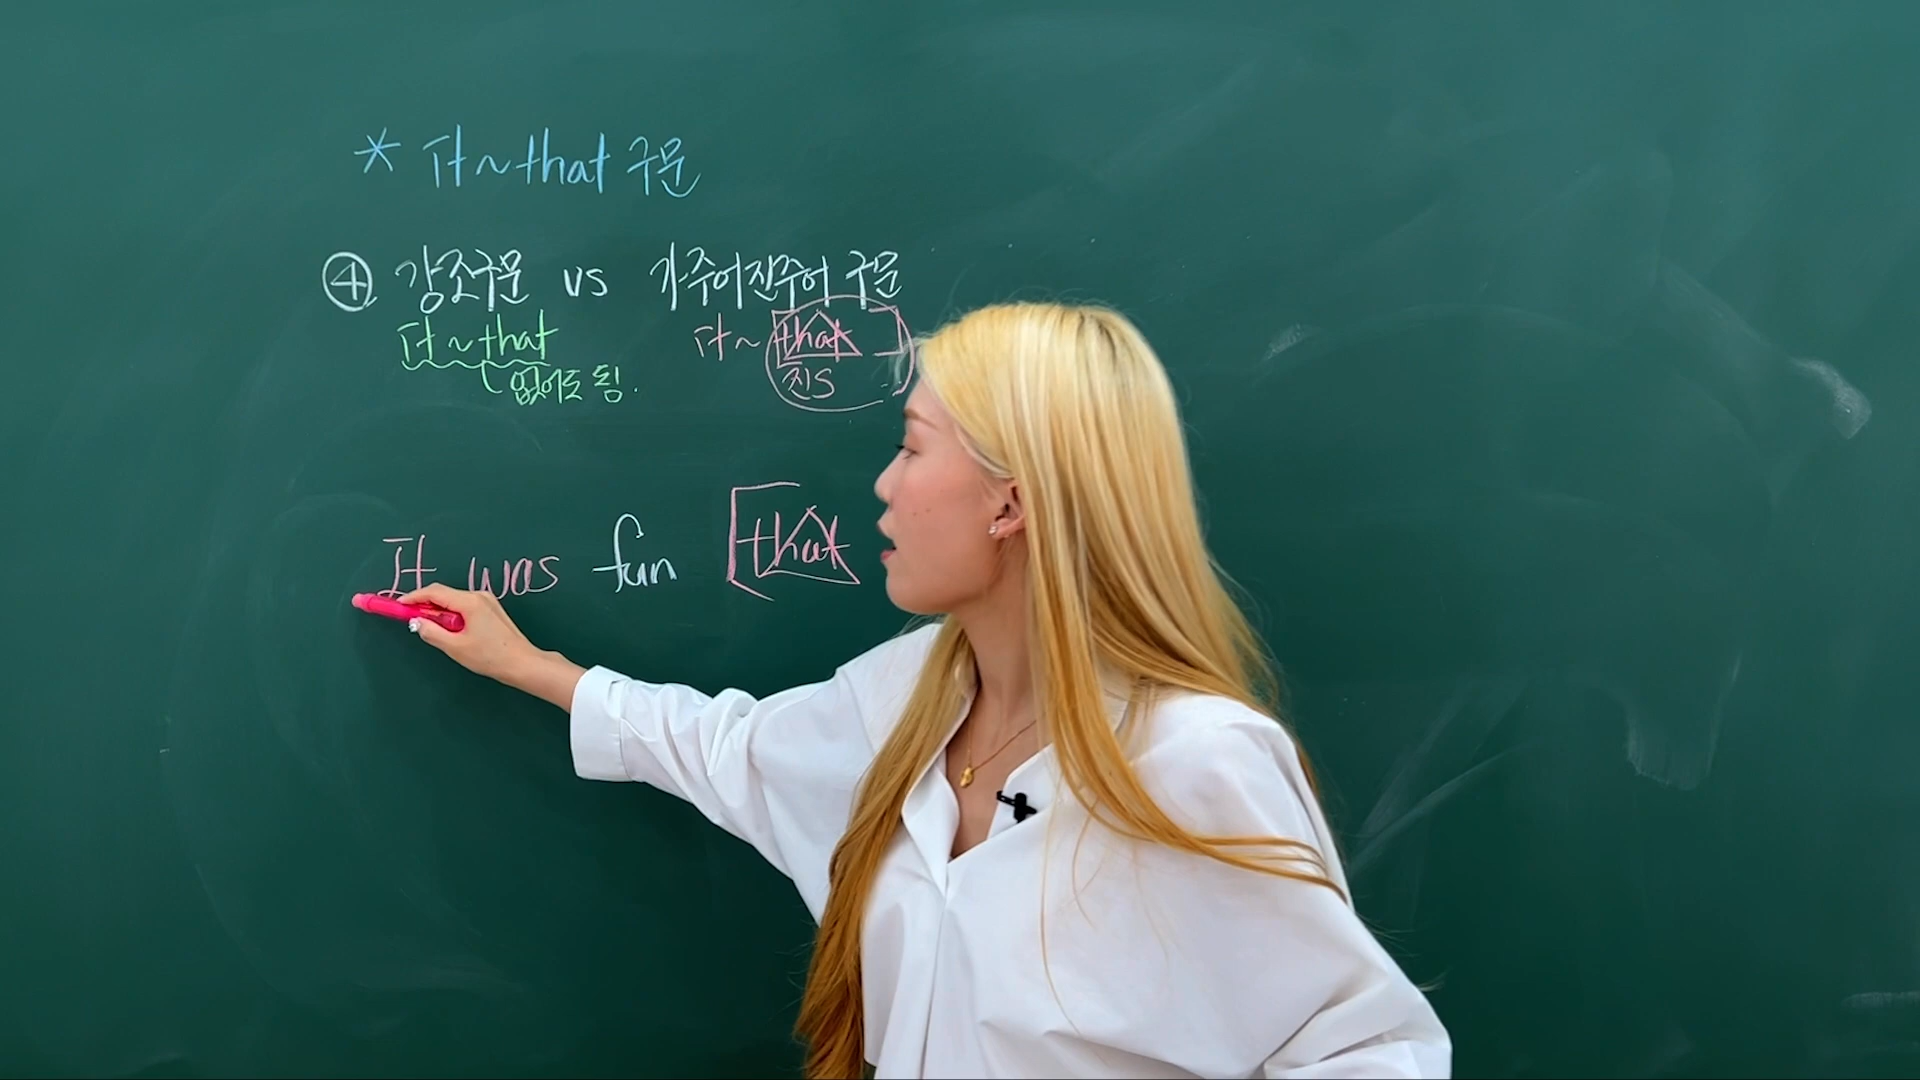 * It ~ that 구문
④ 강조구문 vs 가주어진주어 구문
It ~ that It ~ [that ]
없어도 됨. 진S
It was fun [that